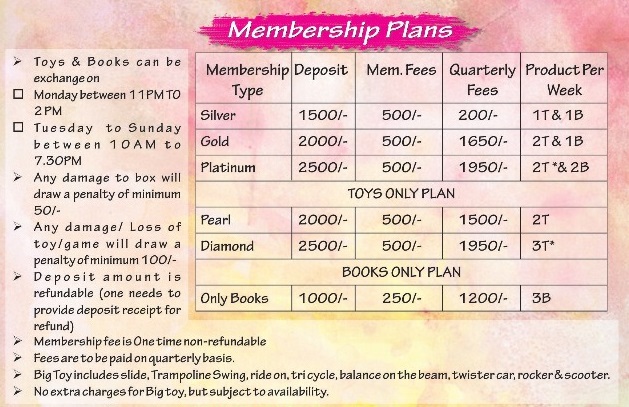 Membership Plans
➢ Toys & Books can be
exchange on
☐ Monday between 11PM TO
2 PM
☐ Tuesday to Sunday
between 10AM to
7.30PM
➢ Any damage to box will
draw a penalty of minimum
50/-
➢ Any damage/ Loss of
toy/game will draw a
penalty of minimum 100/-
➢ Deposit amount is
refundable (one needs to
provide deposit receipt for
refund)
➢ Membership fee is One time non-refundable
➢ Fees are to be paid on quarterly basis.
➢ Big Toy includes slide, Trampoline Swing, ride on, tri cycle, balance on the beam, twister car, rocker & scooter.
➢ No extra charges for Big toy, but subject to availability.
Membership Type Deposit Mem. Fees Quarterly Fees Product Per Week
Silver 1500/- 500/- 200/- 1T & 1B
Gold 2000/- 500/- 1650/- 2T & 1B
Platinum 2500/- 500/- 1950/- 2T *& 2B
TOYS ONLY PLAN
Pearl 2000/- 500/- 1500/- 2T
Diamond 2500/- 500/- 1950/- 3T*
BOOKS ONLY PLAN
Only Books 1000/- 250/- 1200/- 3B